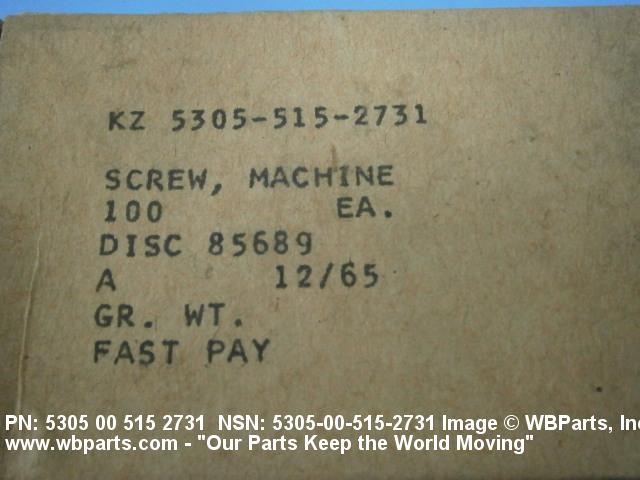 KZ 5305-515-2731
SCREW, MACHINE
100 EA.
DISC 85689
A 12/65
GR. WT.
FAST PAY
PN: 5305 00 515 2731 NSN: 5305-00-515-2731 Image © WBParts, Inc
www.wbparts.com - "Our Parts Keep the World Moving"